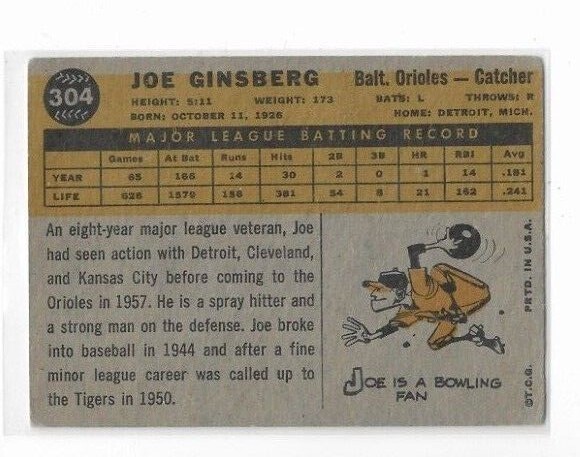 304
JOE GINSBERG Balt. Orioles — Catcher
HEIGHT: 5:11 WEIGHT: 173 BATS: L THROWS: R
BORN: OCTOBER 11, 1926 HOME: DETROIT, MICH.
MAJOR LEAGUE BATTING RECORD
Games At Bat Runs Hits 2B 3B HR RBI Avg
YEAR 65 166 14 30 2 0 1 14 .181
LIFE 626 1579 156 381 54 8 21 162 .241
An eight-year major league veteran, Joe
had seen action with Detroit, Cleveland,
and Kansas City before coming to the
Orioles in 1957. He is a spray hitter and
a strong man on the defense. Joe broke
into baseball in 1944 and after a fine
minor league career was called up to
the Tigers in 1950.
JOE IS A BOWLING
FAN
©T.C.G. PRTD. IN U.S.A.